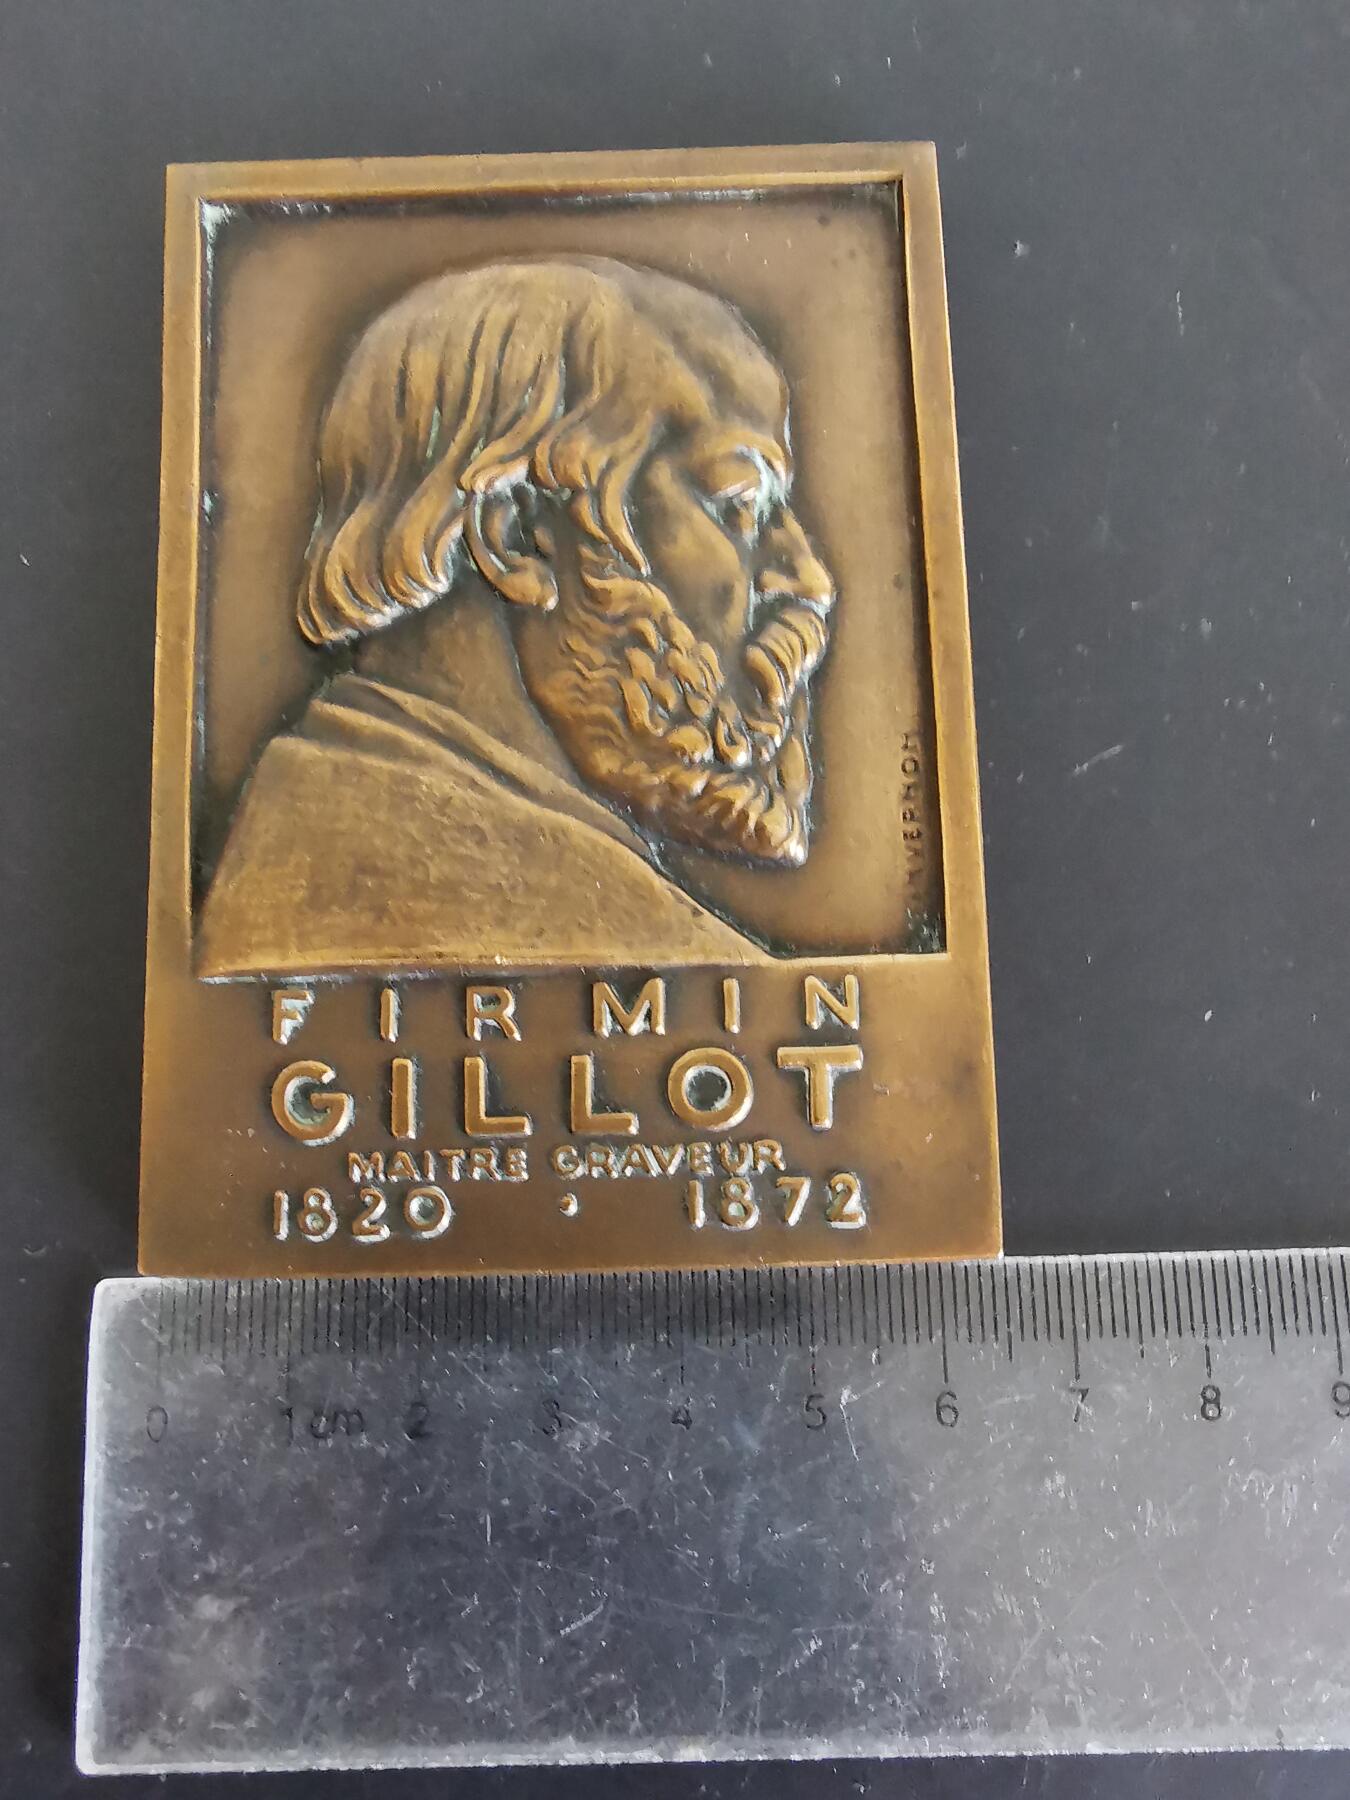 FIRMIN
GILLOT
MAITRE GRAVEUR
1820 • 1872
0 1cm 2 3 4 5 6 7 8 9